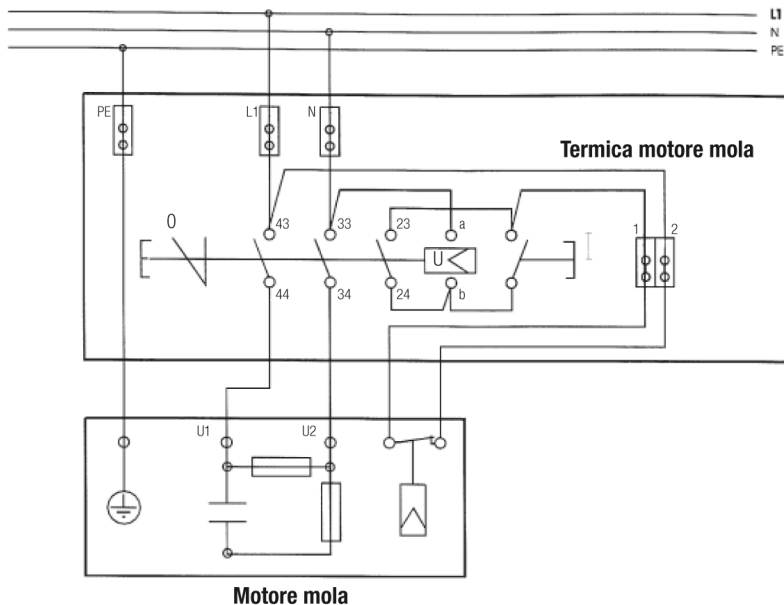 L1
N
PE
PE
L1
N
Termica motore mola
0
43
33
23
a
I
1
2
U
44
34
24
b
U1
U2
Motore mola